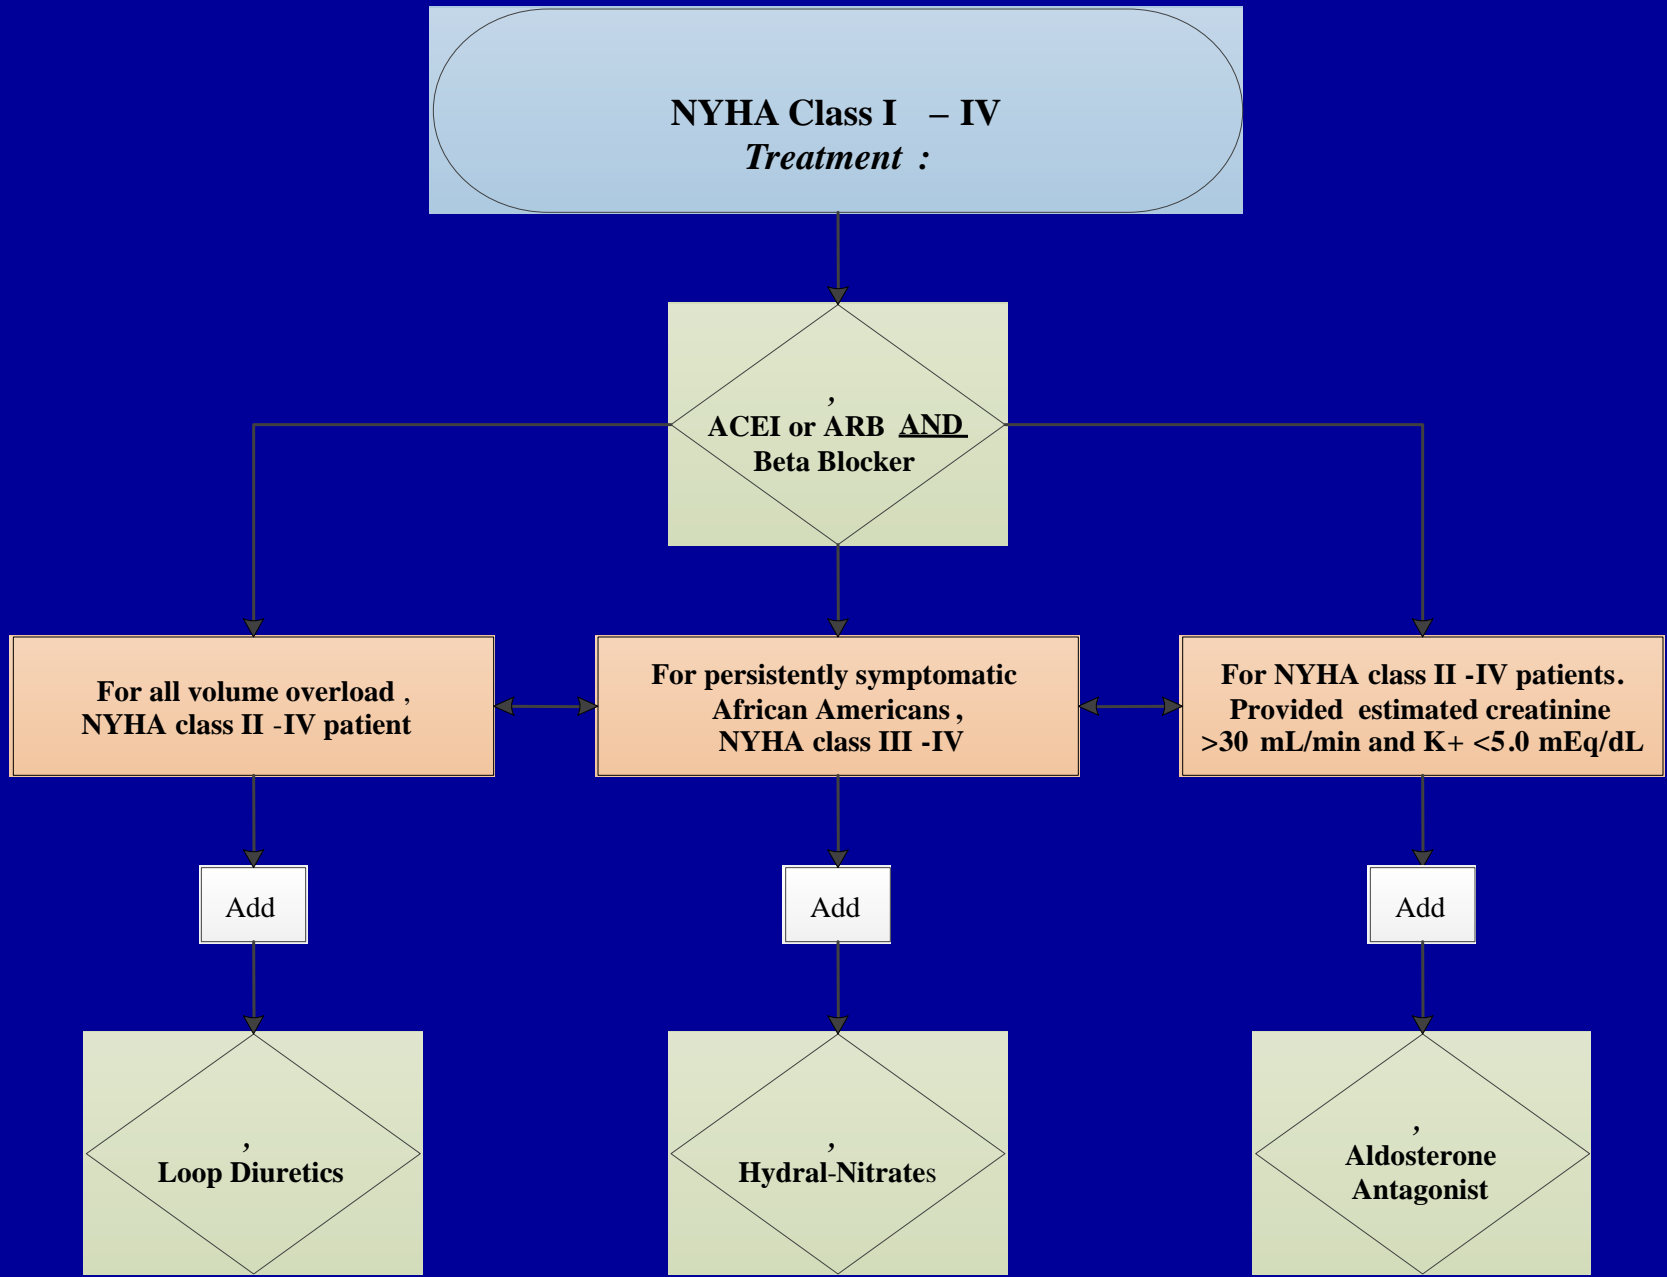 NYHA Class I – IV
Treatment :
,
ACEI or ARB AND
Beta Blocker
For all volume overload ,
NYHA class II -IV patient
For persistently symptomatic
African Americans ,
NYHA class III -IV
For NYHA class II -IV patients.
Provided estimated creatinine
>30 mL/min and K+ <5.0 mEq/dL
Add
Add
Add
,
Loop Diuretics
,
Hydral-Nitrates
,
Aldosterone
Antagonist